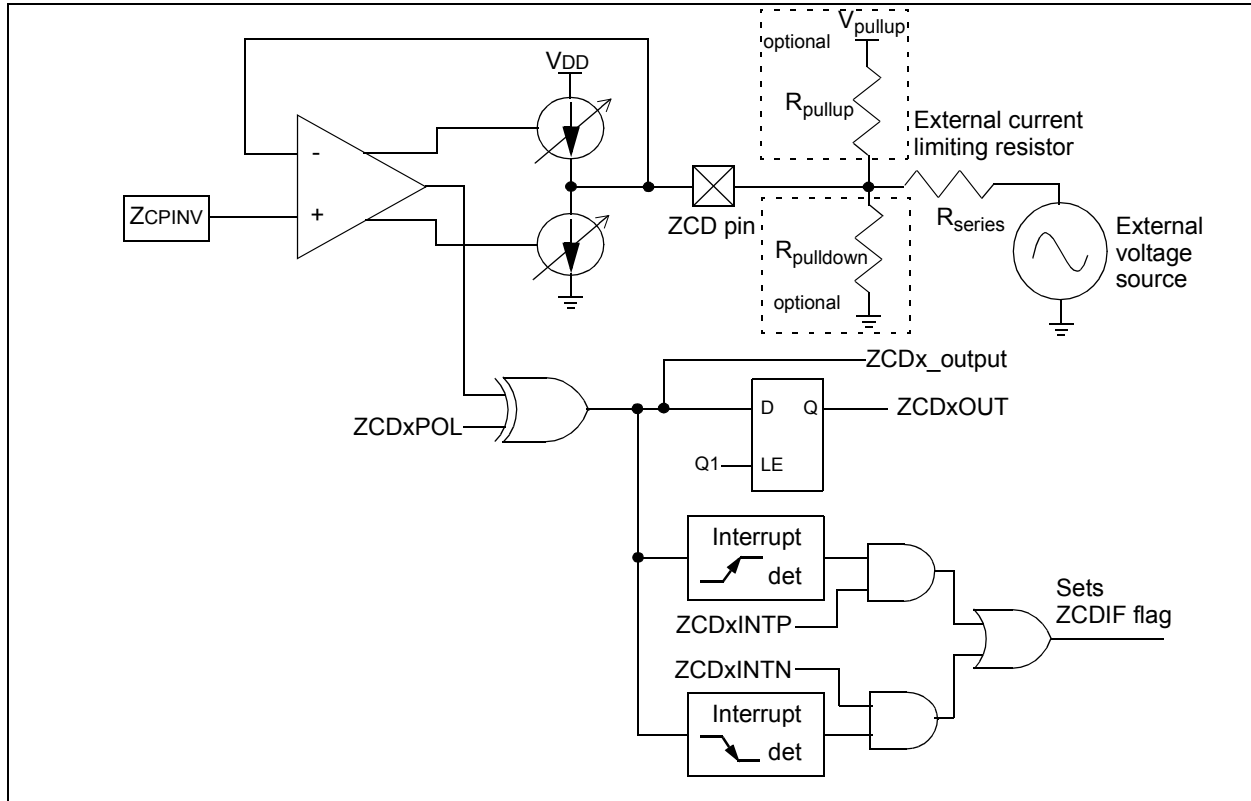 Vpullup
optional
VDD
Rpullup
External current
limiting resistor
-
+
ZCPINV
ZCD pin
Rseries
Rpulldown
External
voltage
source
optional
ZCDx_output
ZCDxPOL
D Q
ZCDxOUT
Q1
LE
Interrupt
det
ZCDxINTP
Sets
ZCDIF flag
ZCDxINTN
Interrupt
det